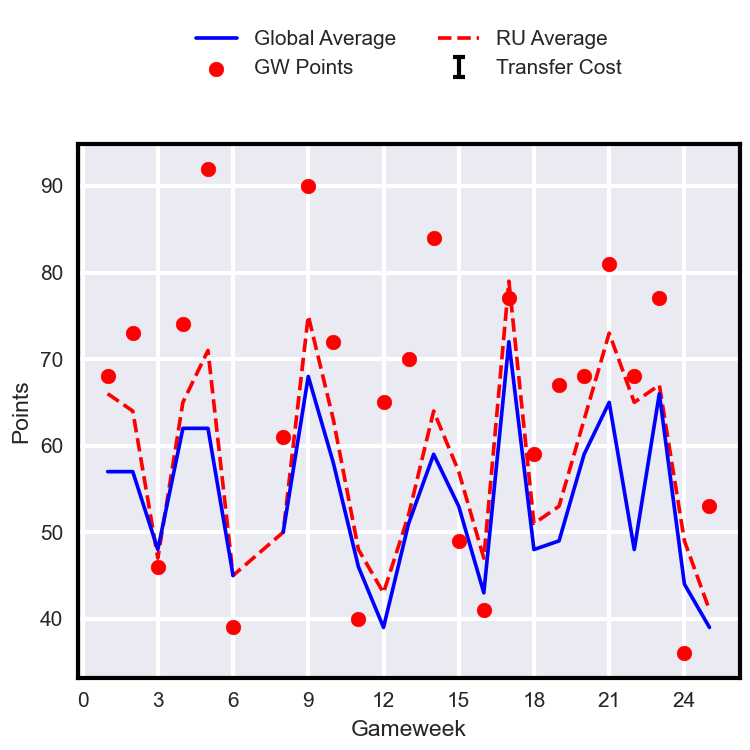 Global Average
RU Average
GW Points
Transfer Cost
90
80
70
60
50
40
Points
0 3 6 9 12 15 18 21 24
Gameweek